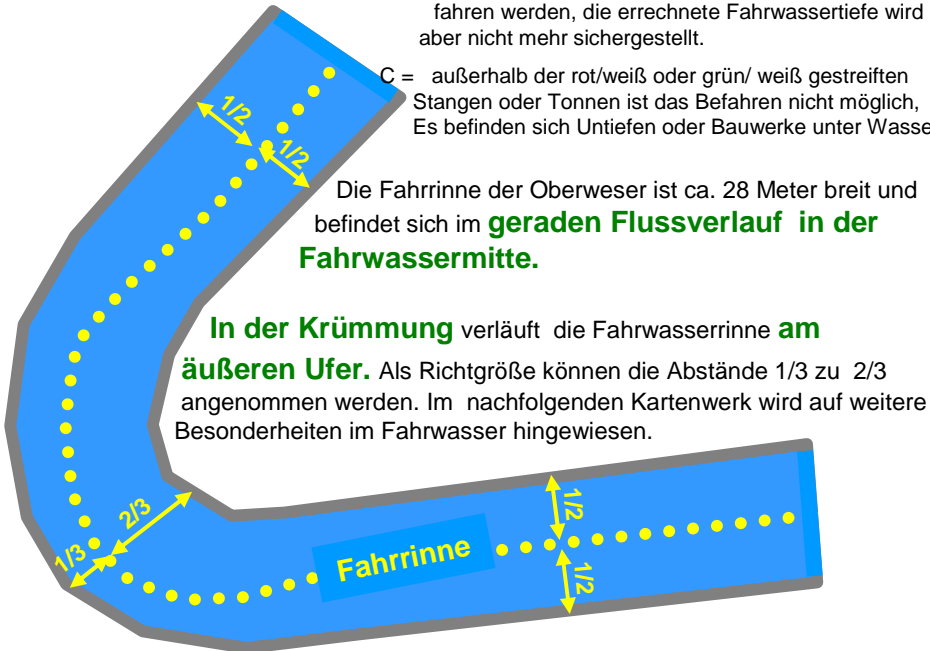 fahren werden, die errechnete Fahrwassertiefe wird
aber nicht mehr sichergestellt.
C = außerhalb der rot/weiß oder grün/ weiß gestreiften
Stangen oder Tonnen ist das Befahren nicht möglich,
Es befinden sich Untiefen oder Bauwerke unter Wasse
1/2
1/2
Die Fahrrinne der Oberweser ist ca. 28 Meter breit und
befindet sich im geraden Flussverlauf in der
Fahrwassermitte.
In der Krümmung verläuft die Fahrwasserrinne am
äußeren Ufer. Als Richtgröße können die Abstände 1/3 zu 2/3
angenommen werden. Im nachfolgenden Kartenwerk wird auf weitere
Besonderheiten im Fahrwasser hingewiesen.
2/3
1/3
Fahrrinne
1/2
1/2